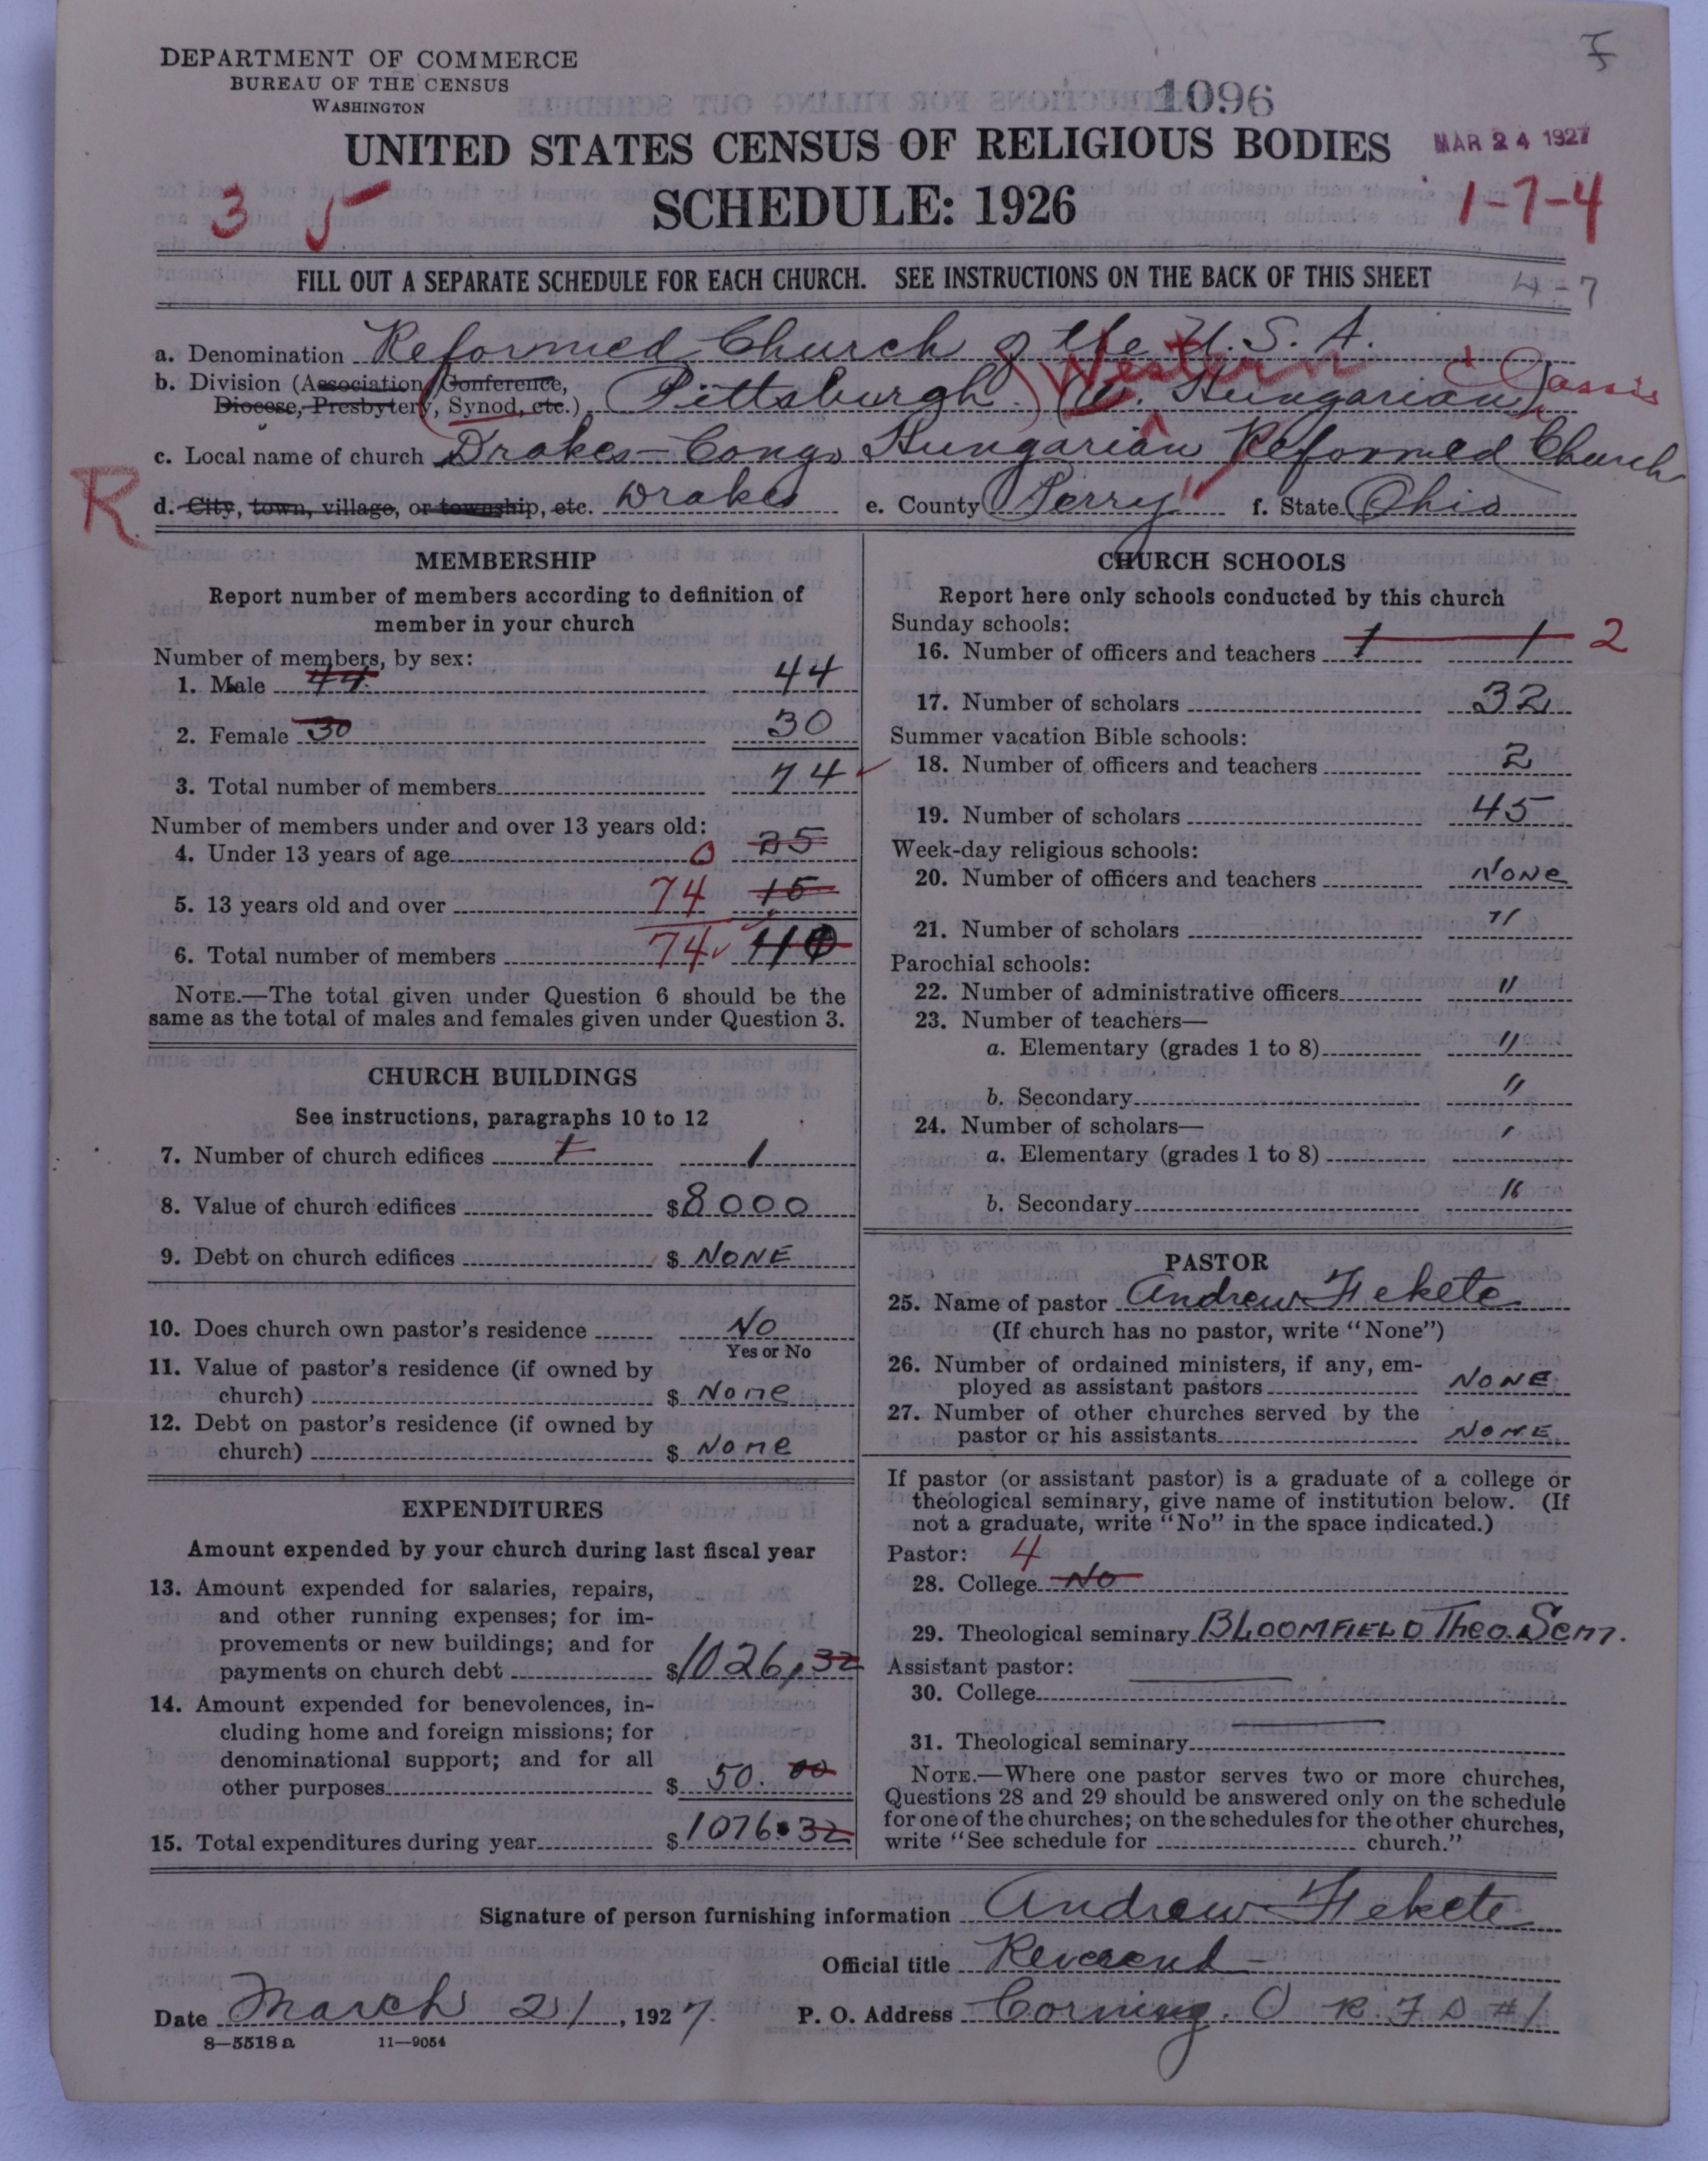 DEPARTMENT OF COMMERCE
BUREAU OF THE CENSUS
WASHINGTON
1096
UNITED STATES CENSUS OF RELIGIOUS BODIES
MAR 24 1927
SCHEDULE: 1926
3 5
1-7-4
FILL OUT A SEPARATE SCHEDULE FOR EACH CHURCH. SEE INSTRUCTIONS ON THE BACK OF THIS SHEET
4-7
a. Denomination Reformed Church of the U.S.A.
b. Division (Association, Conference, Diocese, Presbytery, Synod, etc.) Pittsburgh. (W. Hungarian) Western Classis
c. Local name of church Drakes-Congo Hungarian Reformed Church
R
d. City, town, village, or township, etc. Drakes e. County Perry f. State Ohio
MEMBERSHIP
Report number of members according to definition of
member in your church
Number of members, by sex:
1. Male 44 44
2. Female 30 30
3. Total number of members 74
Number of members under and over 13 years old:
4. Under 13 years of age 0 25
5. 13 years old and over 74 15
6. Total number of members 74 40
NOTE.—The total given under Question 6 should be the
same as the total of males and females given under Question 3.
CHURCH BUILDINGS
See instructions, paragraphs 10 to 12
7. Number of church edifices 1 1
8. Value of church edifices $8000
9. Debt on church edifices $ NONE
10. Does church own pastor's residence No
Yes or No
11. Value of pastor's residence (if owned by
church) $ None
12. Debt on pastor's residence (if owned by
church) $ None
EXPENDITURES
Amount expended by your church during last fiscal year
13. Amount expended for salaries, repairs,
and other running expenses; for im-
provements or new buildings; and for
payments on church debt $1026,32
14. Amount expended for benevolences, in-
cluding home and foreign missions; for
denominational support; and for all
other purposes $ 50. 00
15. Total expenditures during year $1076.32
CHURCH SCHOOLS
Report here only schools conducted by this church
Sunday schools:
16. Number of officers and teachers 1 1 2
17. Number of scholars 32
Summer vacation Bible schools:
18. Number of officers and teachers 2
19. Number of scholars 45
Week-day religious schools:
20. Number of officers and teachers NONE
21. Number of scholars "
Parochial schools:
22. Number of administrative officers "
23. Number of teachers—
a. Elementary (grades 1 to 8) "
b. Secondary "
24. Number of scholars—
a. Elementary (grades 1 to 8)
b. Secondary "
PASTOR
25. Name of pastor Andrew Fekete
(If church has no pastor, write "None")
26. Number of ordained ministers, if any, em-
ployed as assistant pastors NONE
27. Number of other churches served by the
pastor or his assistants NONE
If pastor (or assistant pastor) is a graduate of a college or
theological seminary, give name of institution below. (If
not a graduate, write "No" in the space indicated.)
Pastor: 4
28. College No
29. Theological seminary BLOOMFIELD Theo. Sem.
Assistant pastor:
30. College
31. Theological seminary
NOTE.—Where one pastor serves two or more churches,
Questions 28 and 29 should be answered only on the schedule
for one of the churches; on the schedules for the other churches,
write "See schedule for church."
Signature of person furnishing information Andrew Fekete
Official title Reverend
Date March 21, 1927. P. O. Address Corning. O R.F.D #1
8—5518 a 11—9054